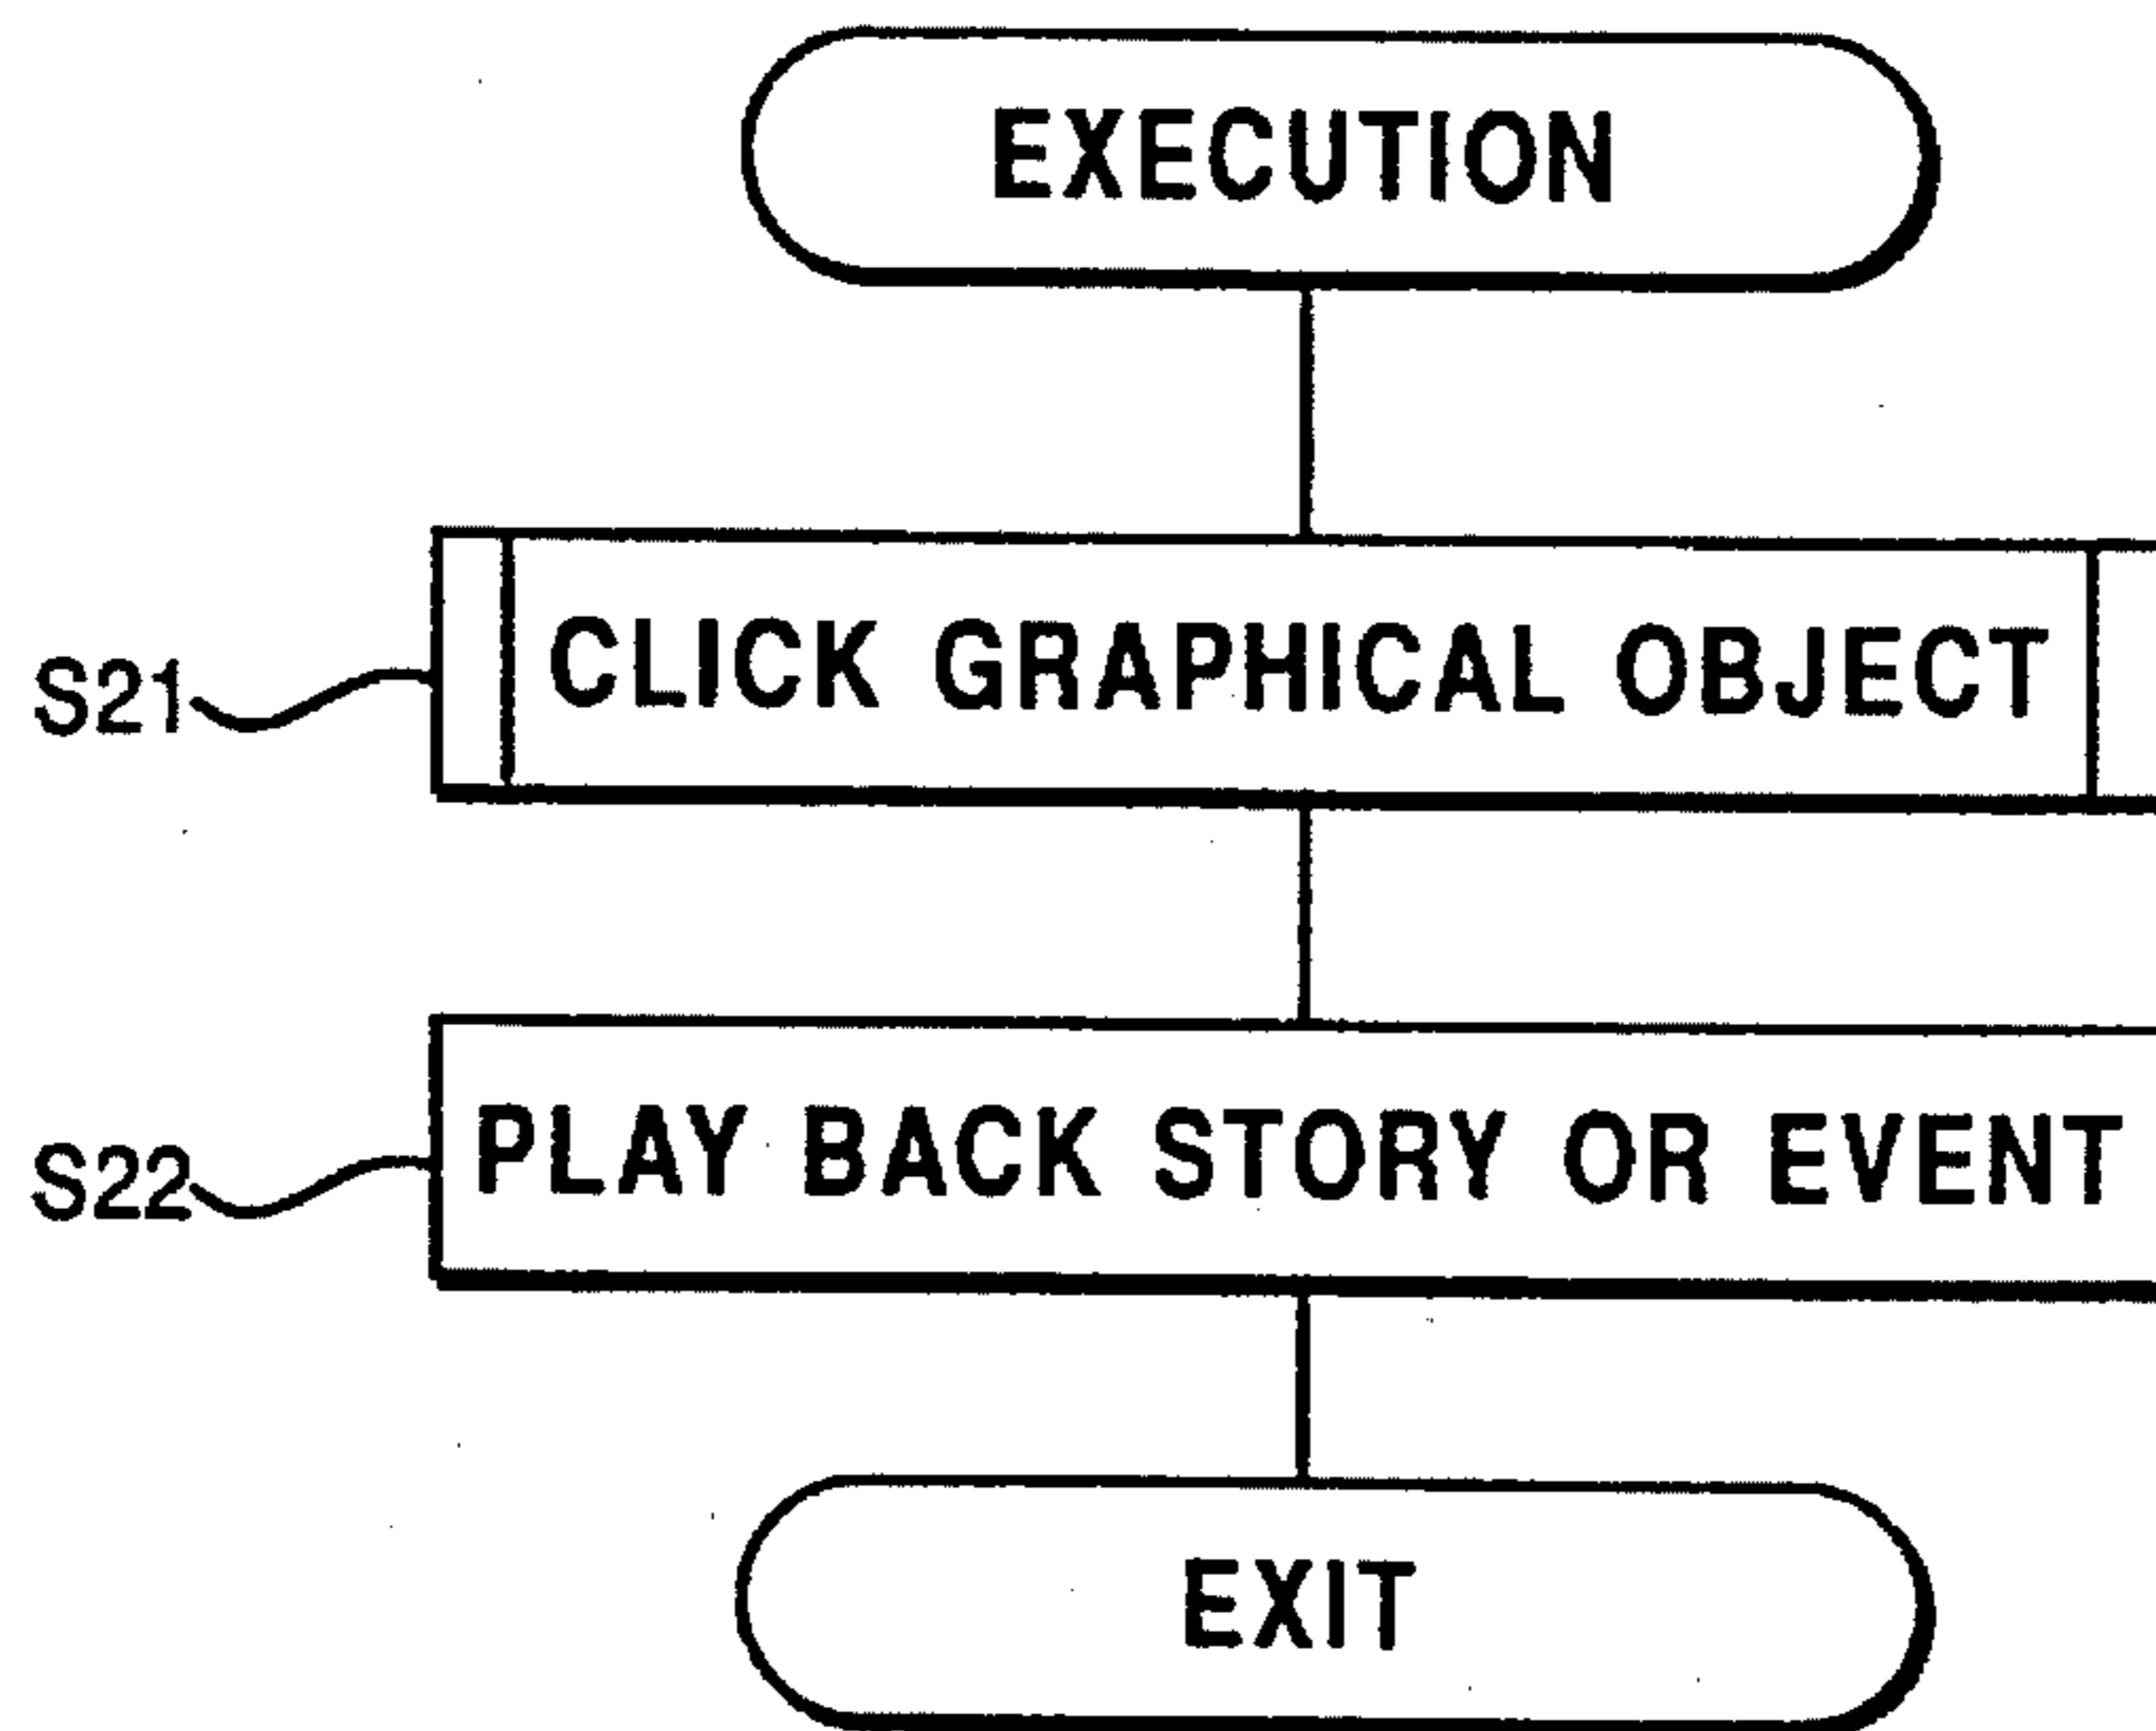 EXECUTION
S21 CLICK GRAPHICAL OBJECT
S22 PLAY BACK STORY OR EVENT
EXIT